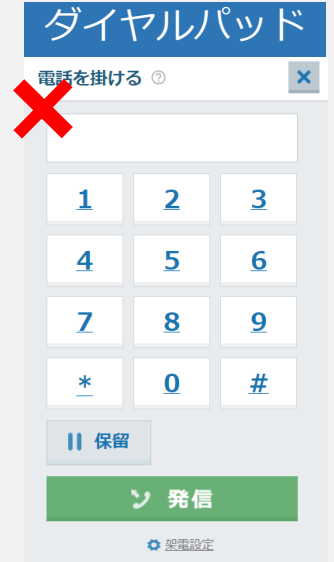 ダイヤルパッド
電話を掛ける ?
1 2 3
4 5 6
7 8 9
* 0 #
保留
発信
架電設定